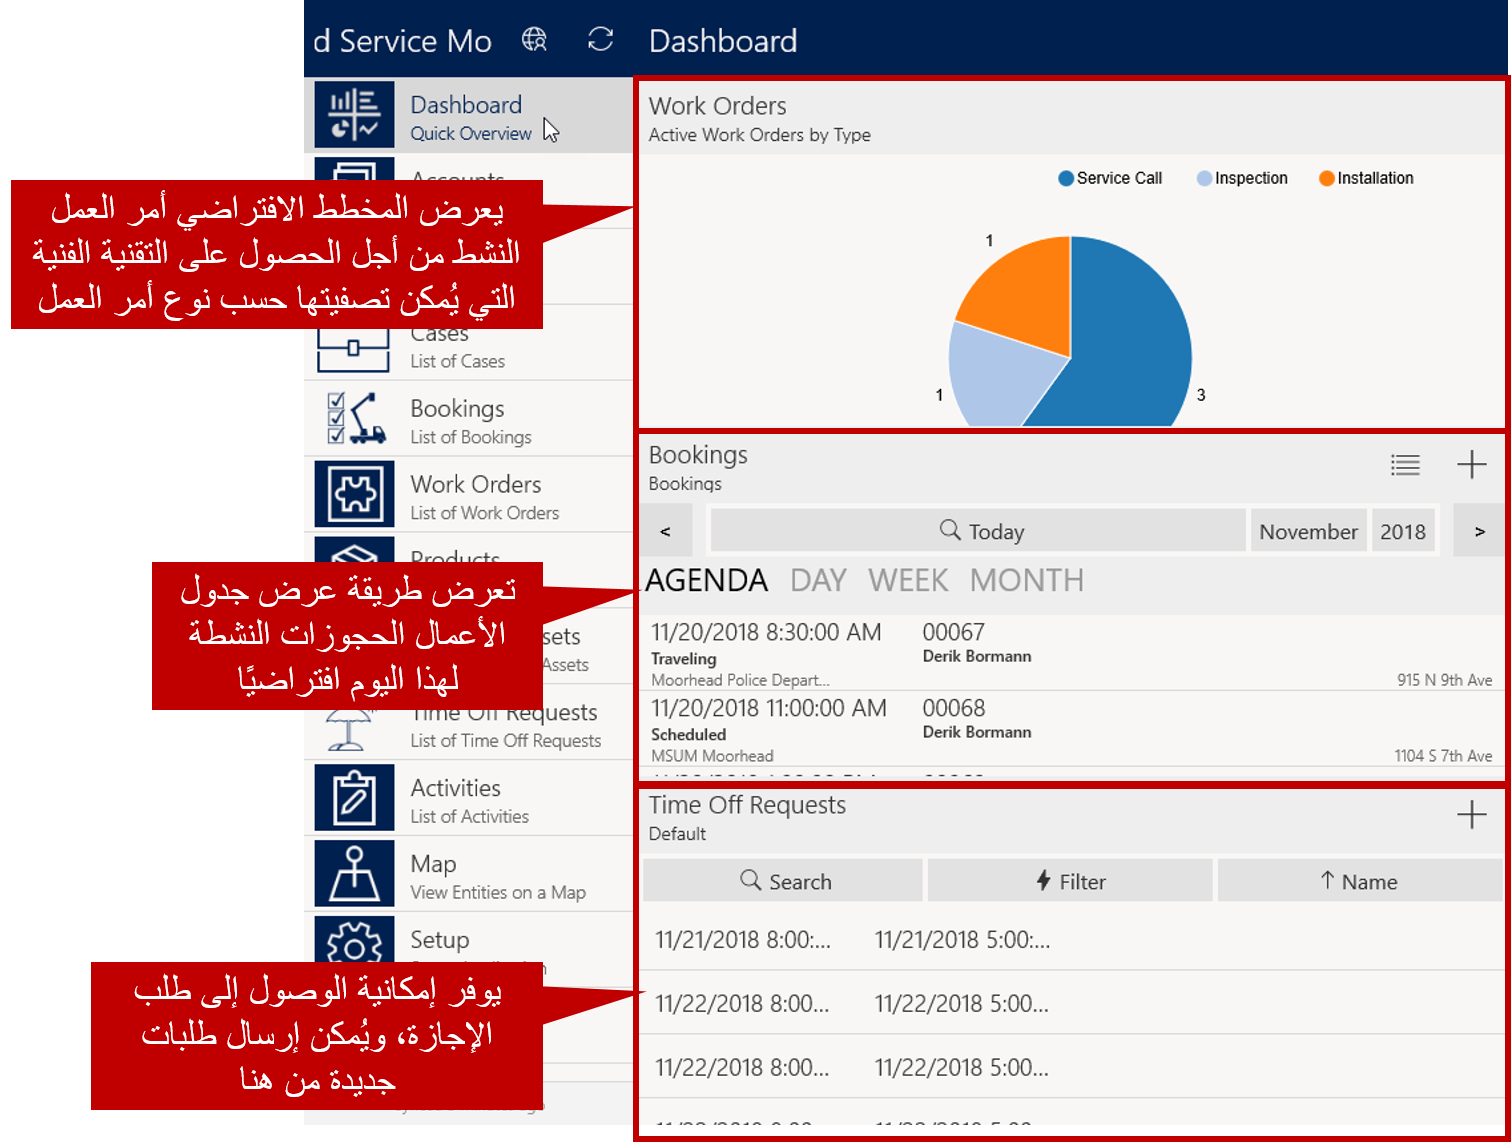 d Service Mo
Dashboard
Dashboard
Quick Overview
Accounts
يعرض المخطط الافتراضي أمر العمل
النشط من أجل الحصول على التقنية الفنية
التي يُمكن تصفيتها حسب نوع أمر العمل
Cases
List of Cases
Bookings
List of Bookings
Work Orders
List of Work Orders
Products
تعرض طريقة عرض جدول
الأعمال الحجوزات النشطة
لهذا اليوم افتراضيًا
sets
Assets
Time Off Requests
List of Time Off Requests
Activities
List of Activities
Map
View Entities on a Map
Setup
يوفر إمكانية الوصول إلى طلب
الإجازة، ويُمكن إرسال طلبات
جديدة من هنا
Work Orders
Active Work Orders by Type
Service Call Inspection Installation
1
1
3
Bookings
Bookings
< Today November 2018 >
AGENDA DAY WEEK MONTH
11/20/2018 8:30:00 AM 00067
Traveling Derik Bormann
Moorhead Police Depart... 915 N 9th Ave
11/20/2018 11:00:00 AM 00068
Scheduled Derik Bormann
MSUM Moorhead 1104 S 7th Ave
Time Off Requests
Default
Search Filter Name
11/21/2018 8:00:... 11/21/2018 5:00:...
11/22/2018 8:00... 11/22/2018 5:00...
11/22/2018 8:00... 11/22/2018 5:00...